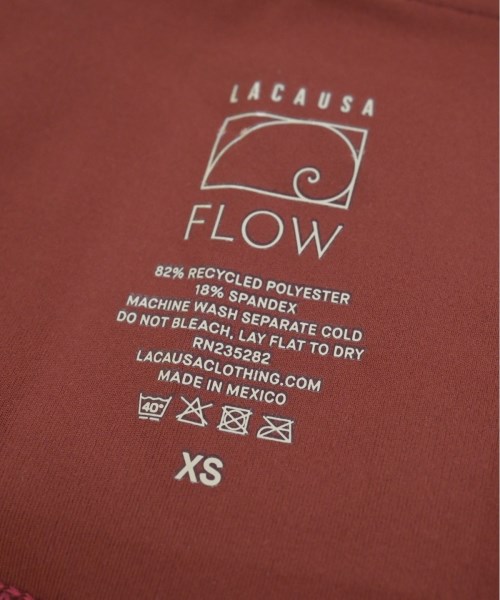 LACAUSA
FLOW
82% RECYCLED POLYESTER
18% SPANDEX
MACHINE WASH SEPARATE COLD
DO NOT BLEACH, LAY FLAT TO DRY
RN235282
LACAUSACLOTHING.COM
MADE IN MEXICO
40°
XS